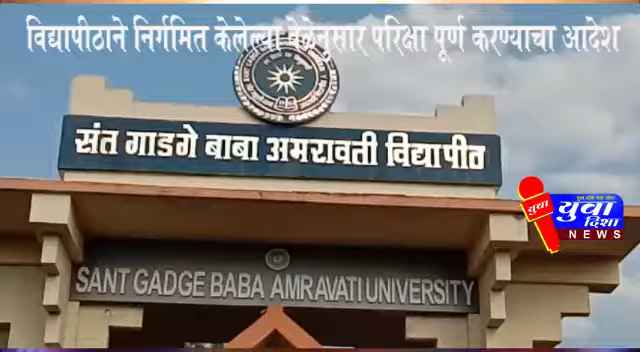 विद्यापीठाने निर्गमित केलेल्या वेळेनुसार परिक्षा पूर्ण करण्याचा आदेश
संत गाडगे बाबा अमरावती विद्यापीठ
युवा
युवा
दिशा
NEWS
SANT GADGE BABA AMRAVATI UNIVERSITY